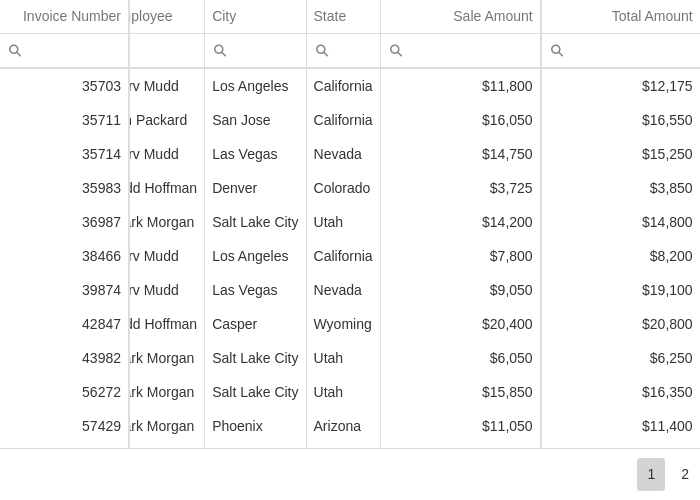 Invoice Number ployee City State Sale Amount Total Amount
35703 rv Mudd Los Angeles California $11,800 $12,175
35711 Packard San Jose California $16,050 $16,550
35714 rv Mudd Las Vegas Nevada $14,750 $15,250
35983 dd Hoffman Denver Colorado $3,725 $3,850
36987 ark Morgan Salt Lake City Utah $14,200 $14,800
38466 rv Mudd Los Angeles California $7,800 $8,200
39874 rv Mudd Las Vegas Nevada $9,050 $19,100
42847 dd Hoffman Casper Wyoming $20,400 $20,800
43982 ark Morgan Salt Lake City Utah $6,050 $6,250
56272 ark Morgan Salt Lake City Utah $15,850 $16,350
57429 ark Morgan Phoenix Arizona $11,050 $11,400
1 2